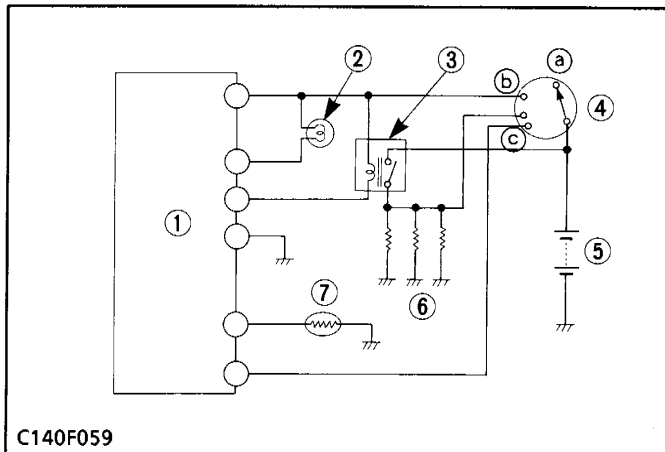 ② ③ ⓐ
ⓑ ④
ⓒ
① ⑤
⑦ ⑥
C140F059